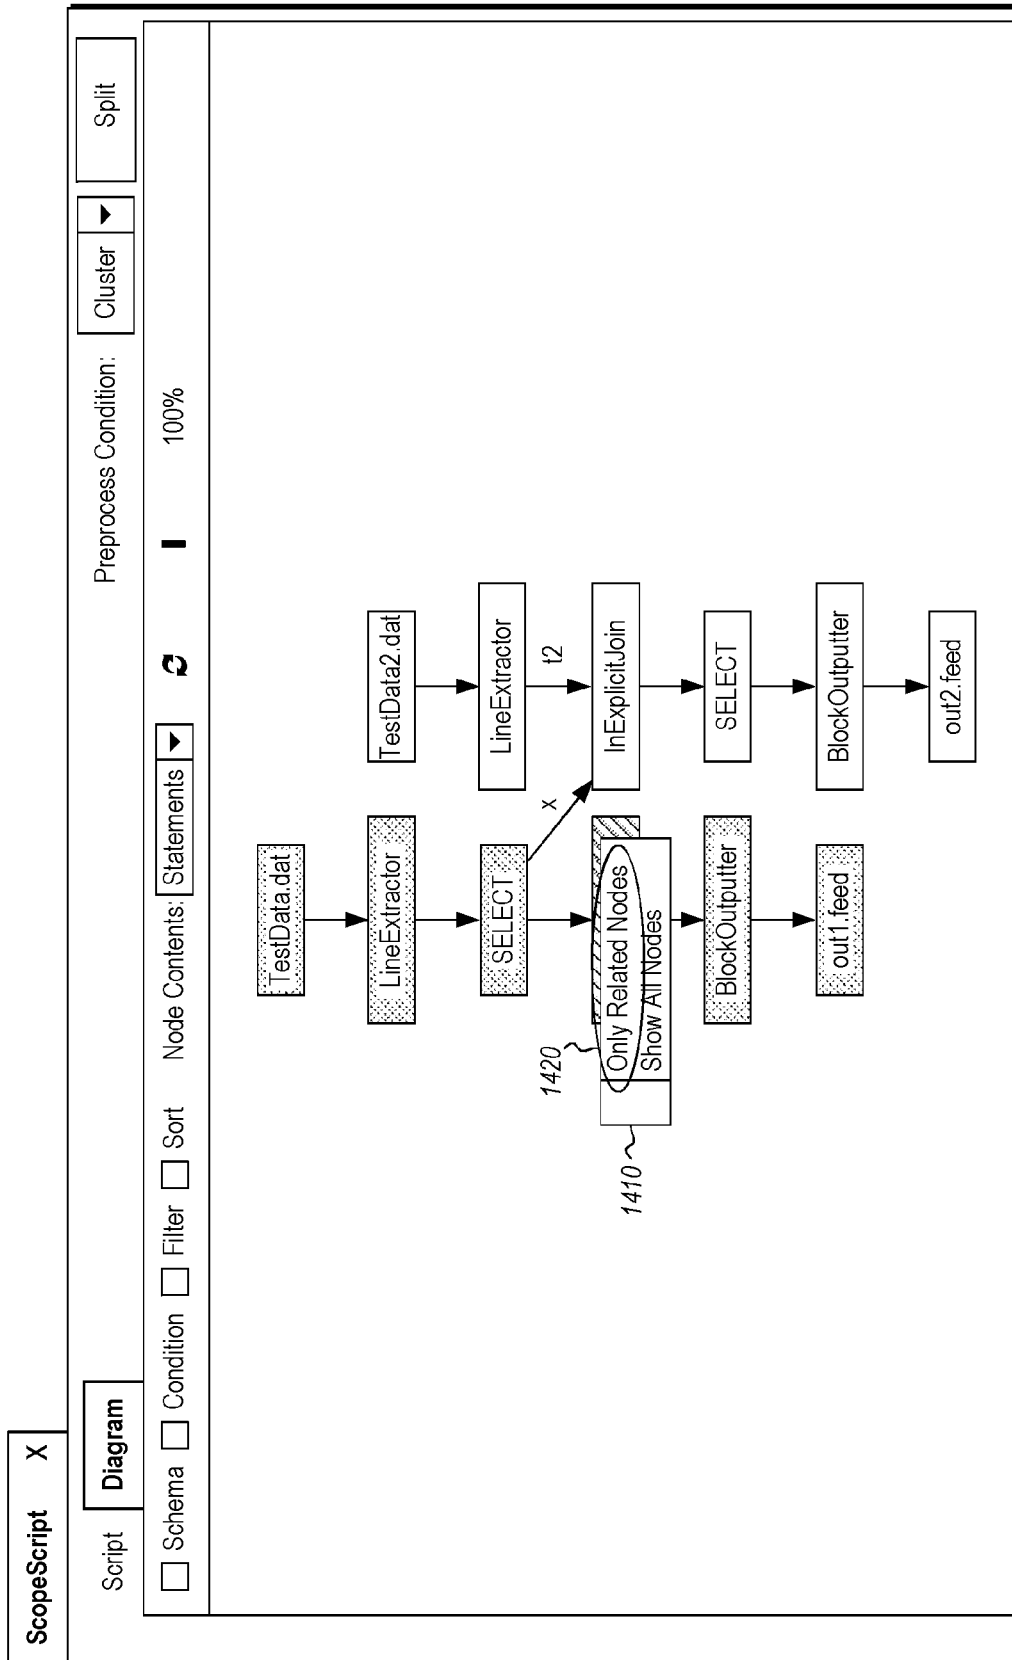 ScopeScript X
Script Diagram Preprocess Condition: Cluster Split
Schema Condition Filter Sort Node Contents: Statements 100%
TestData.dat
LineExtractor TestData2.dat
SELECT LineExtractor
x t2
1420
1410
Only Related Nodes InExplicitJoin
Show All Nodes
BlockOutputter SELECT
out1.feed BlockOutputter
out2.feed